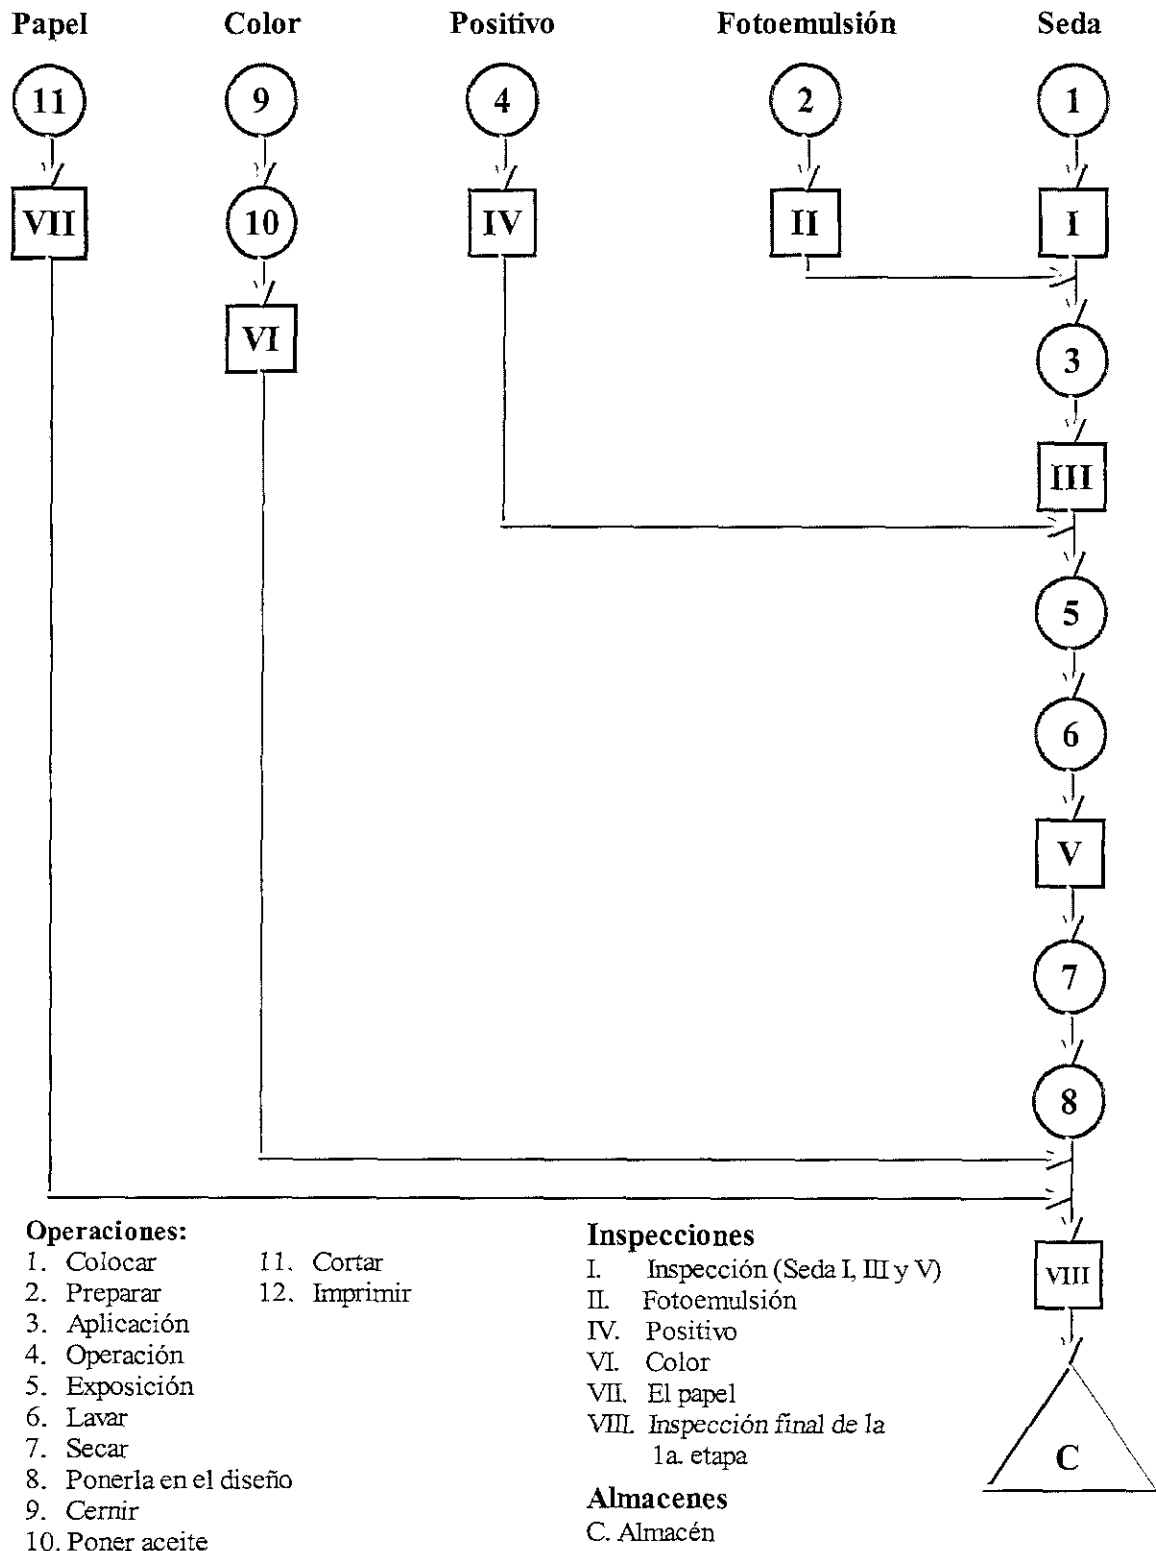 Papel Color Positivo Fotoemulsión Seda
11 9 4 2 1
VII 10 IV II I
VI 3
III
5
6
V
7
8
VIII
C
Operaciones:
1. Colocar
2. Preparar
3. Aplicación
4. Operación
5. Exposición
6. Lavar
7. Secar
8. Ponerla en el diseño
9. Cernir
10. Poner aceite
11. Cortar
12. Imprimir
Inspecciones
I. Inspección (Seda I, III y V)
II. Fotoemulsión
IV. Positivo
VI. Color
VII. El papel
VIII. Inspección final de la
1a. etapa
Almacenes
C. Almacén